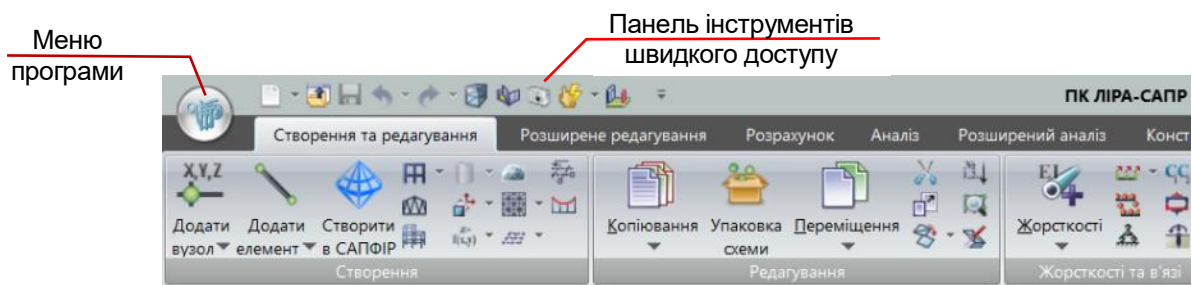 Меню
програми
Панель інструментів
швидкого доступу
ПК ЛІРА-САПР
Створення та редагування Розширене редагування Розрахунок Аналіз Розширений аналіз Конст
X,Y,Z
EI
Додати вузол
Додати елемент
Створити в САПФІР
Копіювання
Упаковка схеми
Переміщення
Жорсткості
Створення Редагування Жорсткості та в'язі